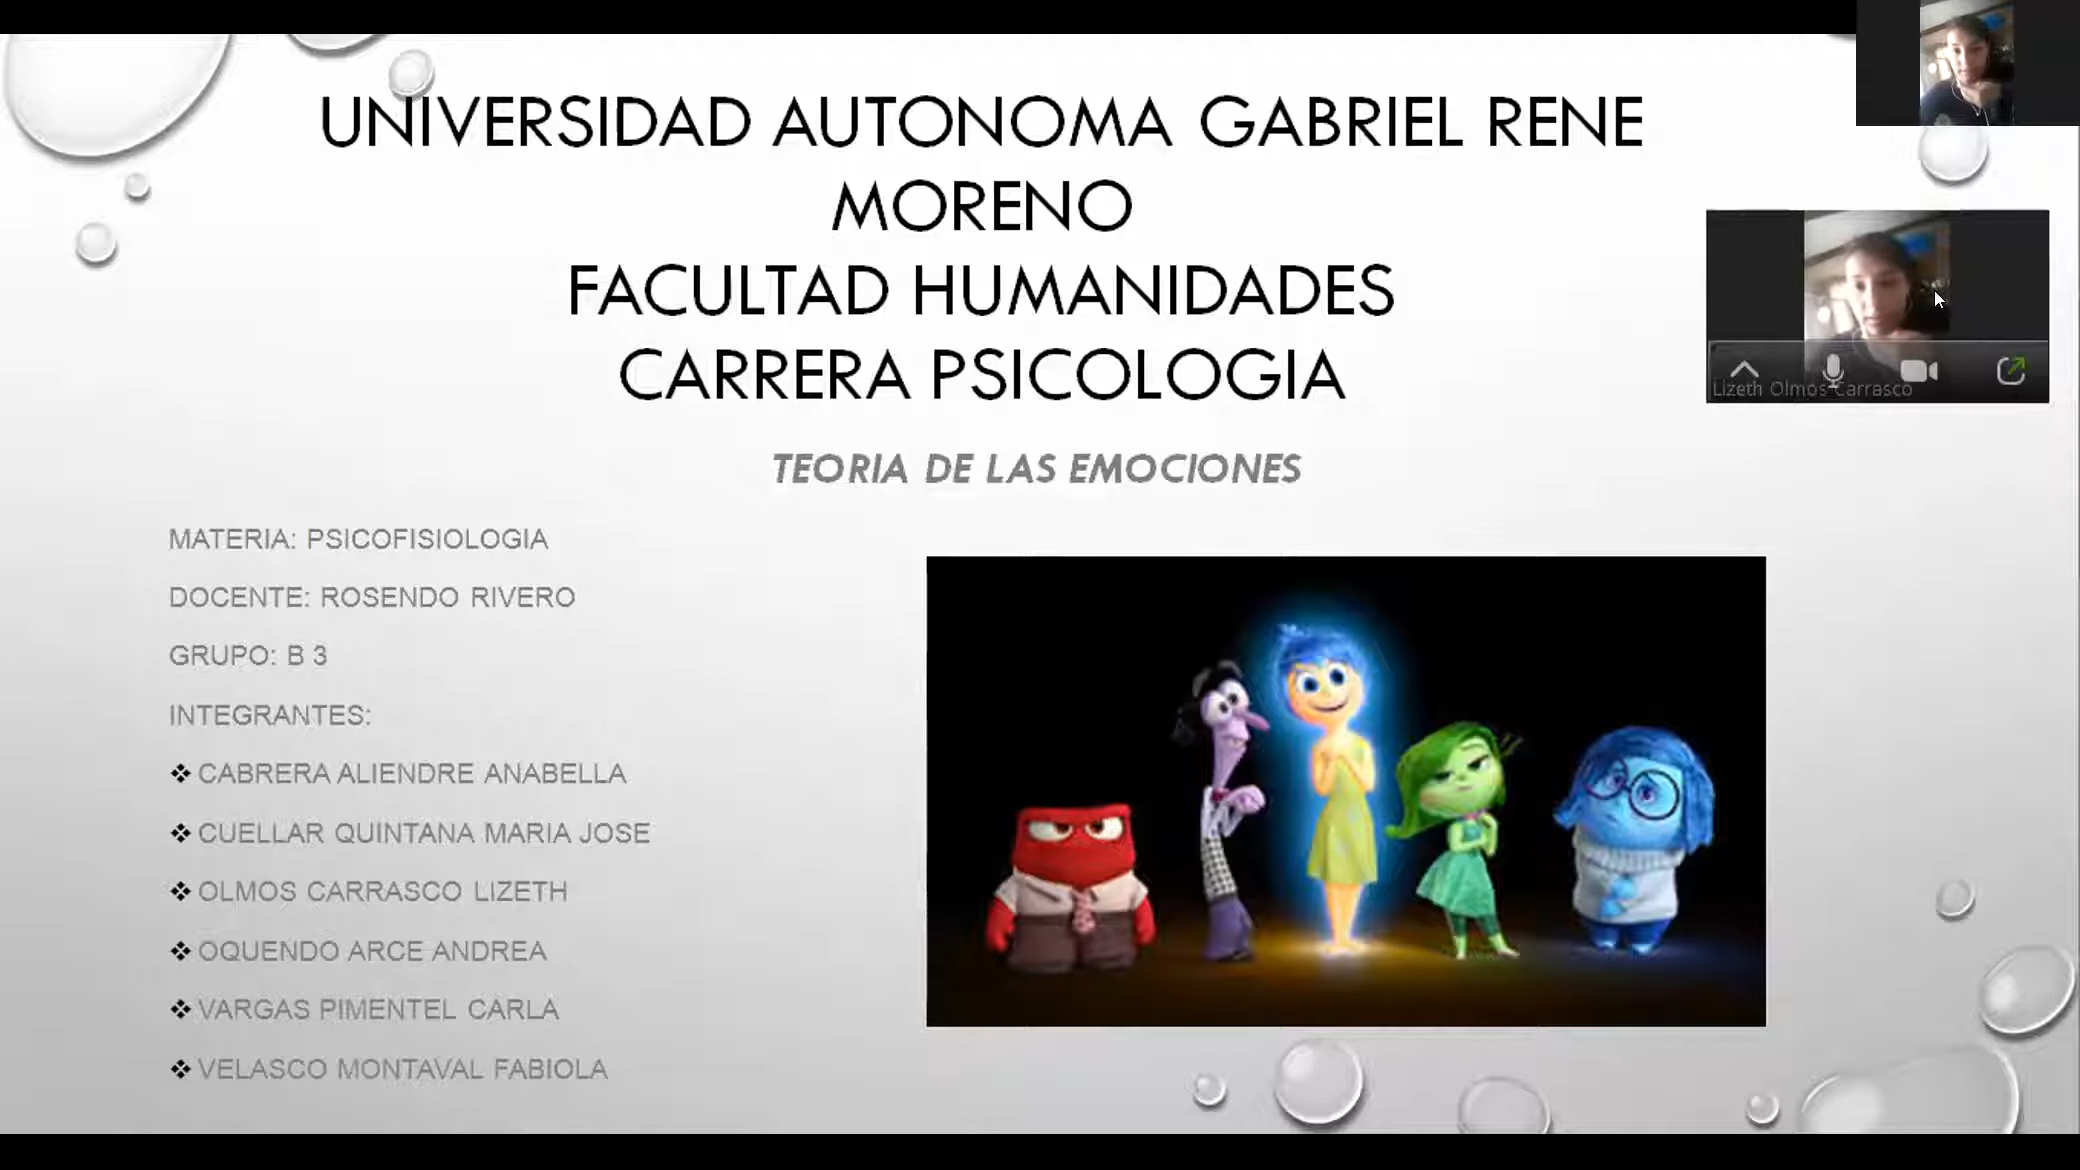 UNIVERSIDAD AUTONOMA GABRIEL RENE
MORENO
FACULTAD HUMANIDADES
CARRERA PSICOLOGIA
TEORIA DE LAS EMOCIONES
MATERIA: PSICOFISIOLOGIA
DOCENTE: ROSENDO RIVERO
GRUPO: B 3
INTEGRANTES:
CABRERA ALIENDRE ANABELLA
CUELLAR QUINTANA MARIA JOSE
OLMOS CARRASCO LIZETH
OQUENDO ARCE ANDREA
VARGAS PIMENTEL CARLA
VELASCO MONTAVAL FABIOLA
Lizeth Olmos Carrasco